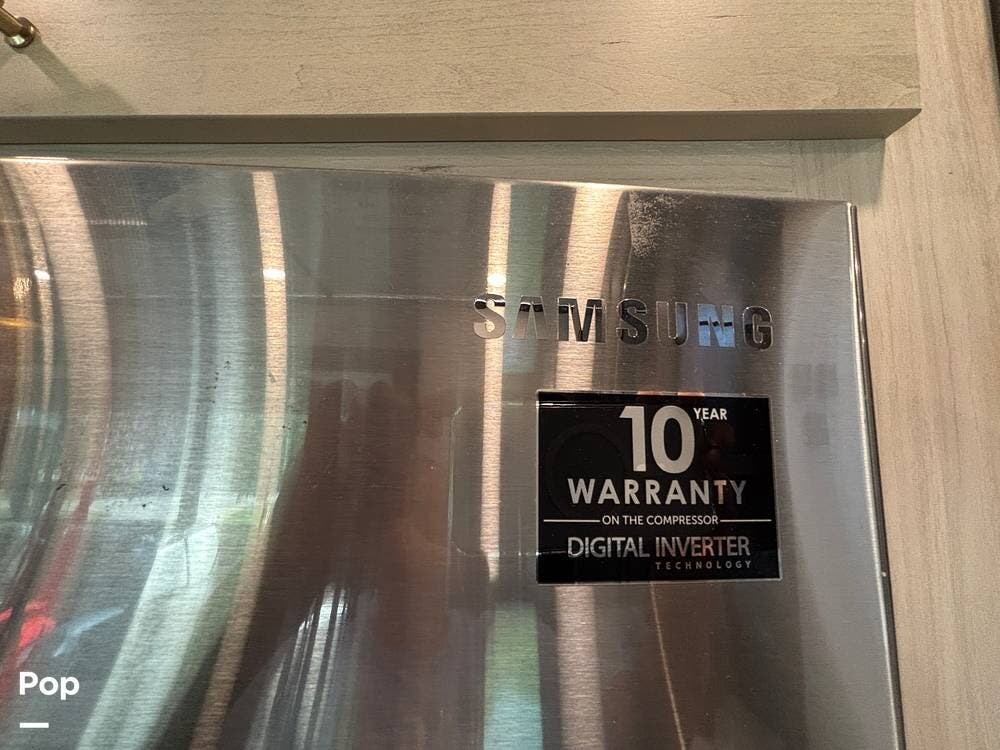 SAMSUNG
10 YEAR
WARRANTY
ON THE COMPRESSOR
DIGITAL INVERTER
TECHNOLOGY
Pop